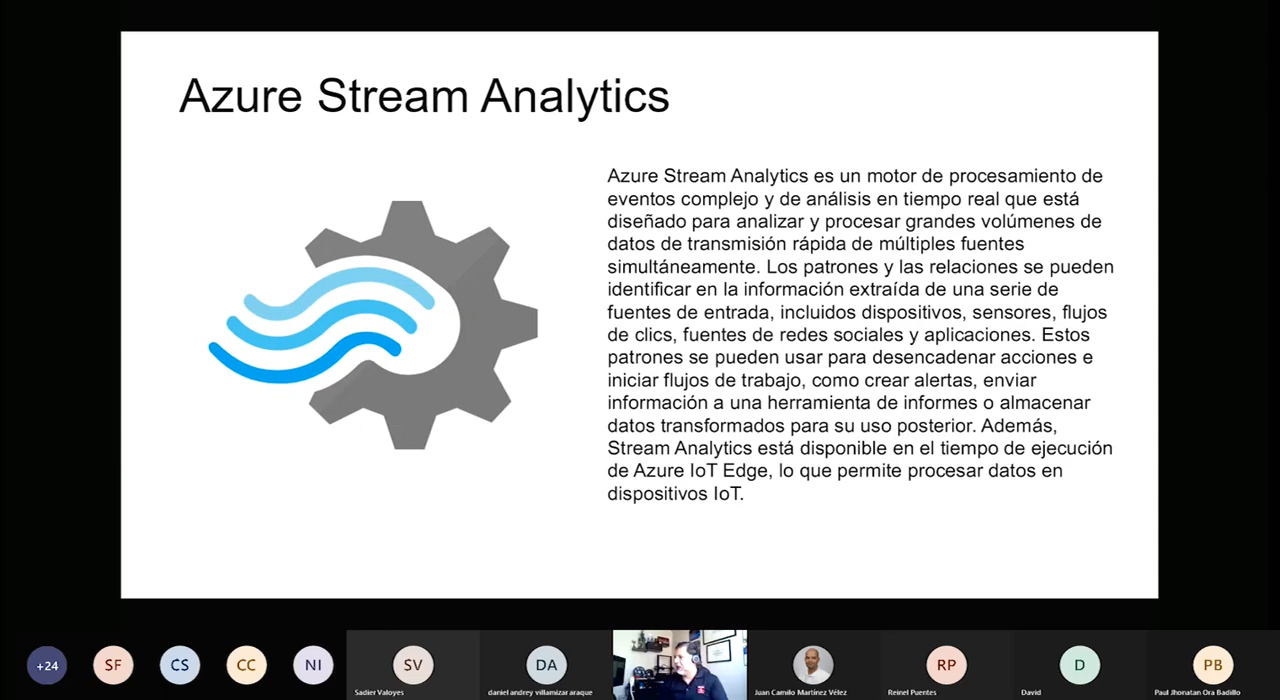 Azure Stream Analytics
Azure Stream Analytics es un motor de procesamiento de
eventos complejo y de análisis en tiempo real que está
diseñado para analizar y procesar grandes volúmenes de
datos de transmisión rápida de múltiples fuentes
simultáneamente. Los patrones y las relaciones se pueden
identificar en la información extraída de una serie de
fuentes de entrada, incluidos dispositivos, sensores, flujos
de clics, fuentes de redes sociales y aplicaciones. Estos
patrones se pueden usar para desencadenar acciones e
iniciar flujos de trabajo, como crear alertas, enviar
información a una herramienta de informes o almacenar
datos transformados para su uso posterior. Además,
Stream Analytics está disponible en el tiempo de ejecución
de Azure IoT Edge, lo que permite procesar datos en
dispositivos IoT.
+24
SF
CS
CC
NI
SV
DA
RP
D
PB
Sadier Valoyes
daniel andrey villamizar araque
Juan Camilo Martínez Vélez
Reinel Puentes
David
Paul Jhonatan Ora Badillo